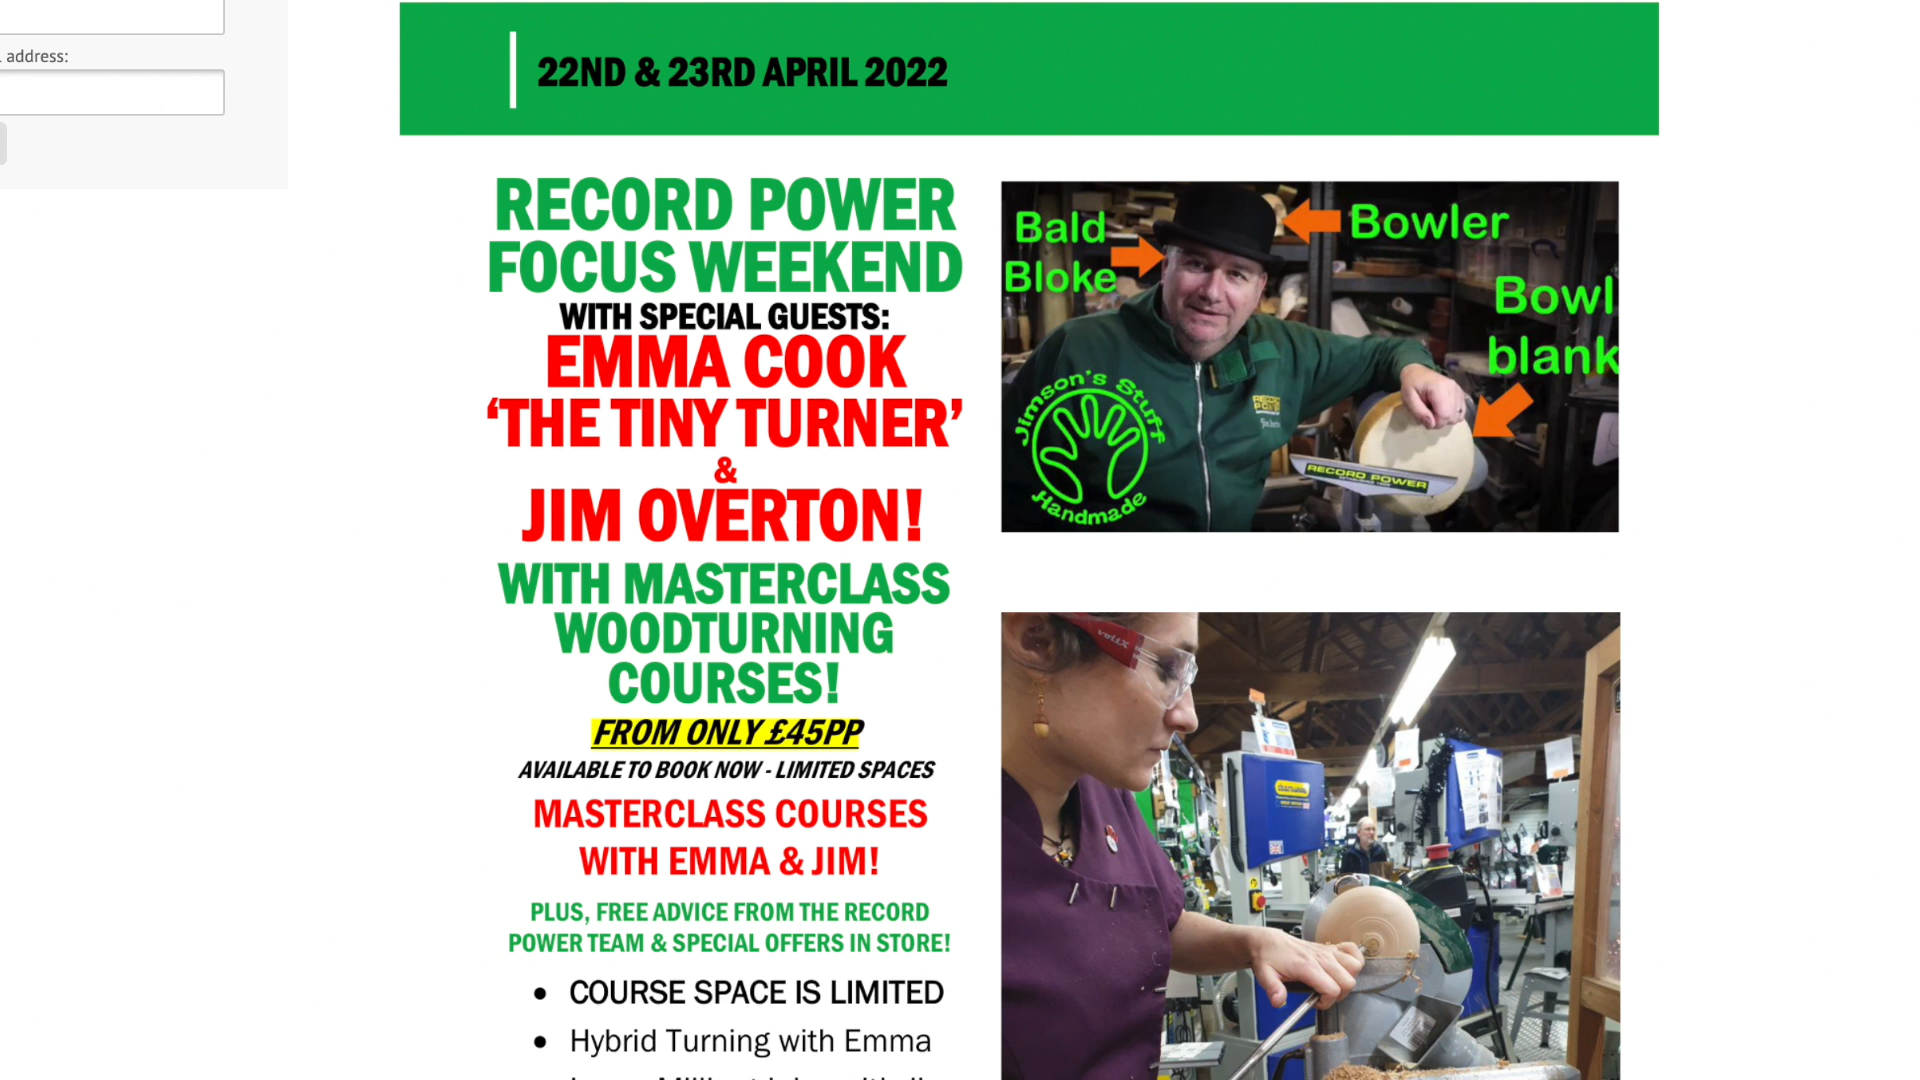 address:
22ND & 23RD APRIL 2022
RECORD POWER
FOCUS WEEKEND
WITH SPECIAL GUESTS:
EMMA COOK
‘THE TINY TURNER’
&
JIM OVERTON!
WITH MASTERCLASS
WOODTURNING
COURSES!
FROM ONLY £45PP
AVAILABLE TO BOOK NOW - LIMITED SPACES
MASTERCLASS COURSES
WITH EMMA & JIM!
PLUS, FREE ADVICE FROM THE RECORD
POWER TEAM & SPECIAL OFFERS IN STORE!
• COURSE SPACE IS LIMITED
• Hybrid Turning with Emma
Bald
Bloke
Bowler
Bowl
blank
Jimson's Stuff
Handmade
RECORD POWER
RECORD POWER